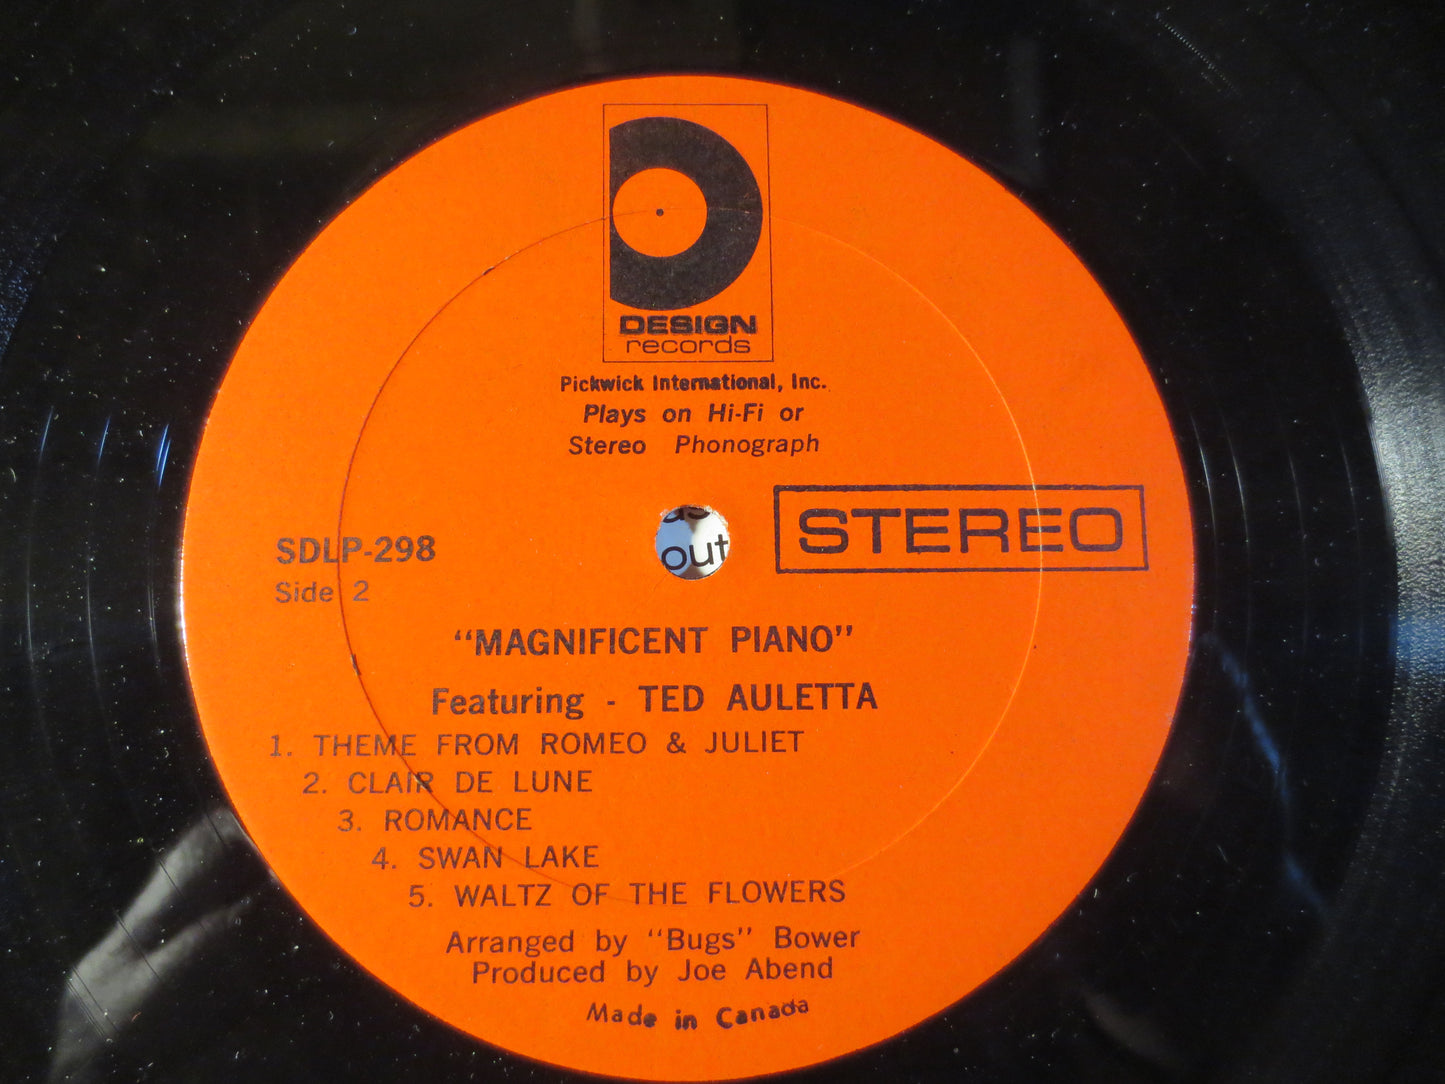 DESIGN
records
Pickwick International, Inc.
Plays on Hi-Fi or
Stereo Phonograph
STEREO
out
SDLP-298
Side 2
"MAGNIFICENT PIANO"
Featuring - TED AULETTA
1. THEME FROM ROMEO & JULIET
2. CLAIR DE LUNE
3. ROMANCE
4. SWAN LAKE
5. WALTZ OF THE FLOWERS
Arranged by "Bugs" Bower
Produced by Joe Abend
Made in Canada